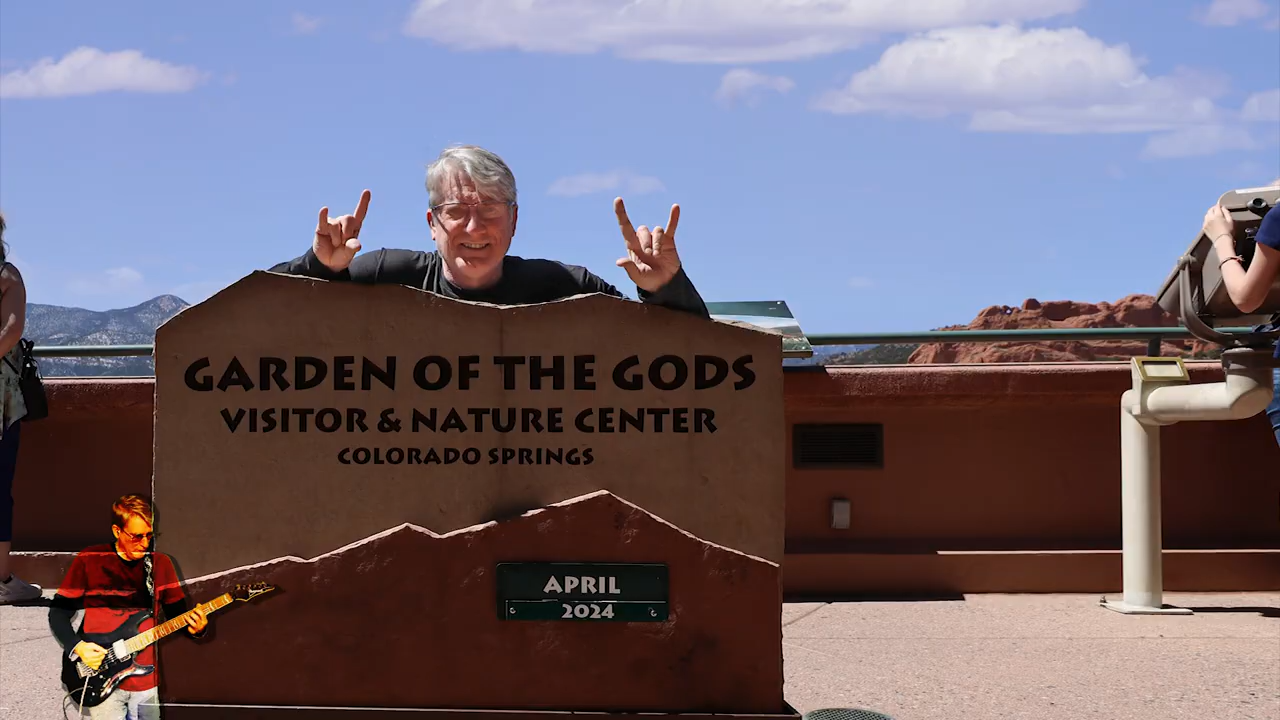 GARDEN OF THE GODS
VISITOR & NATURE CENTER
COLORADO SPRINGS
APRIL
2024